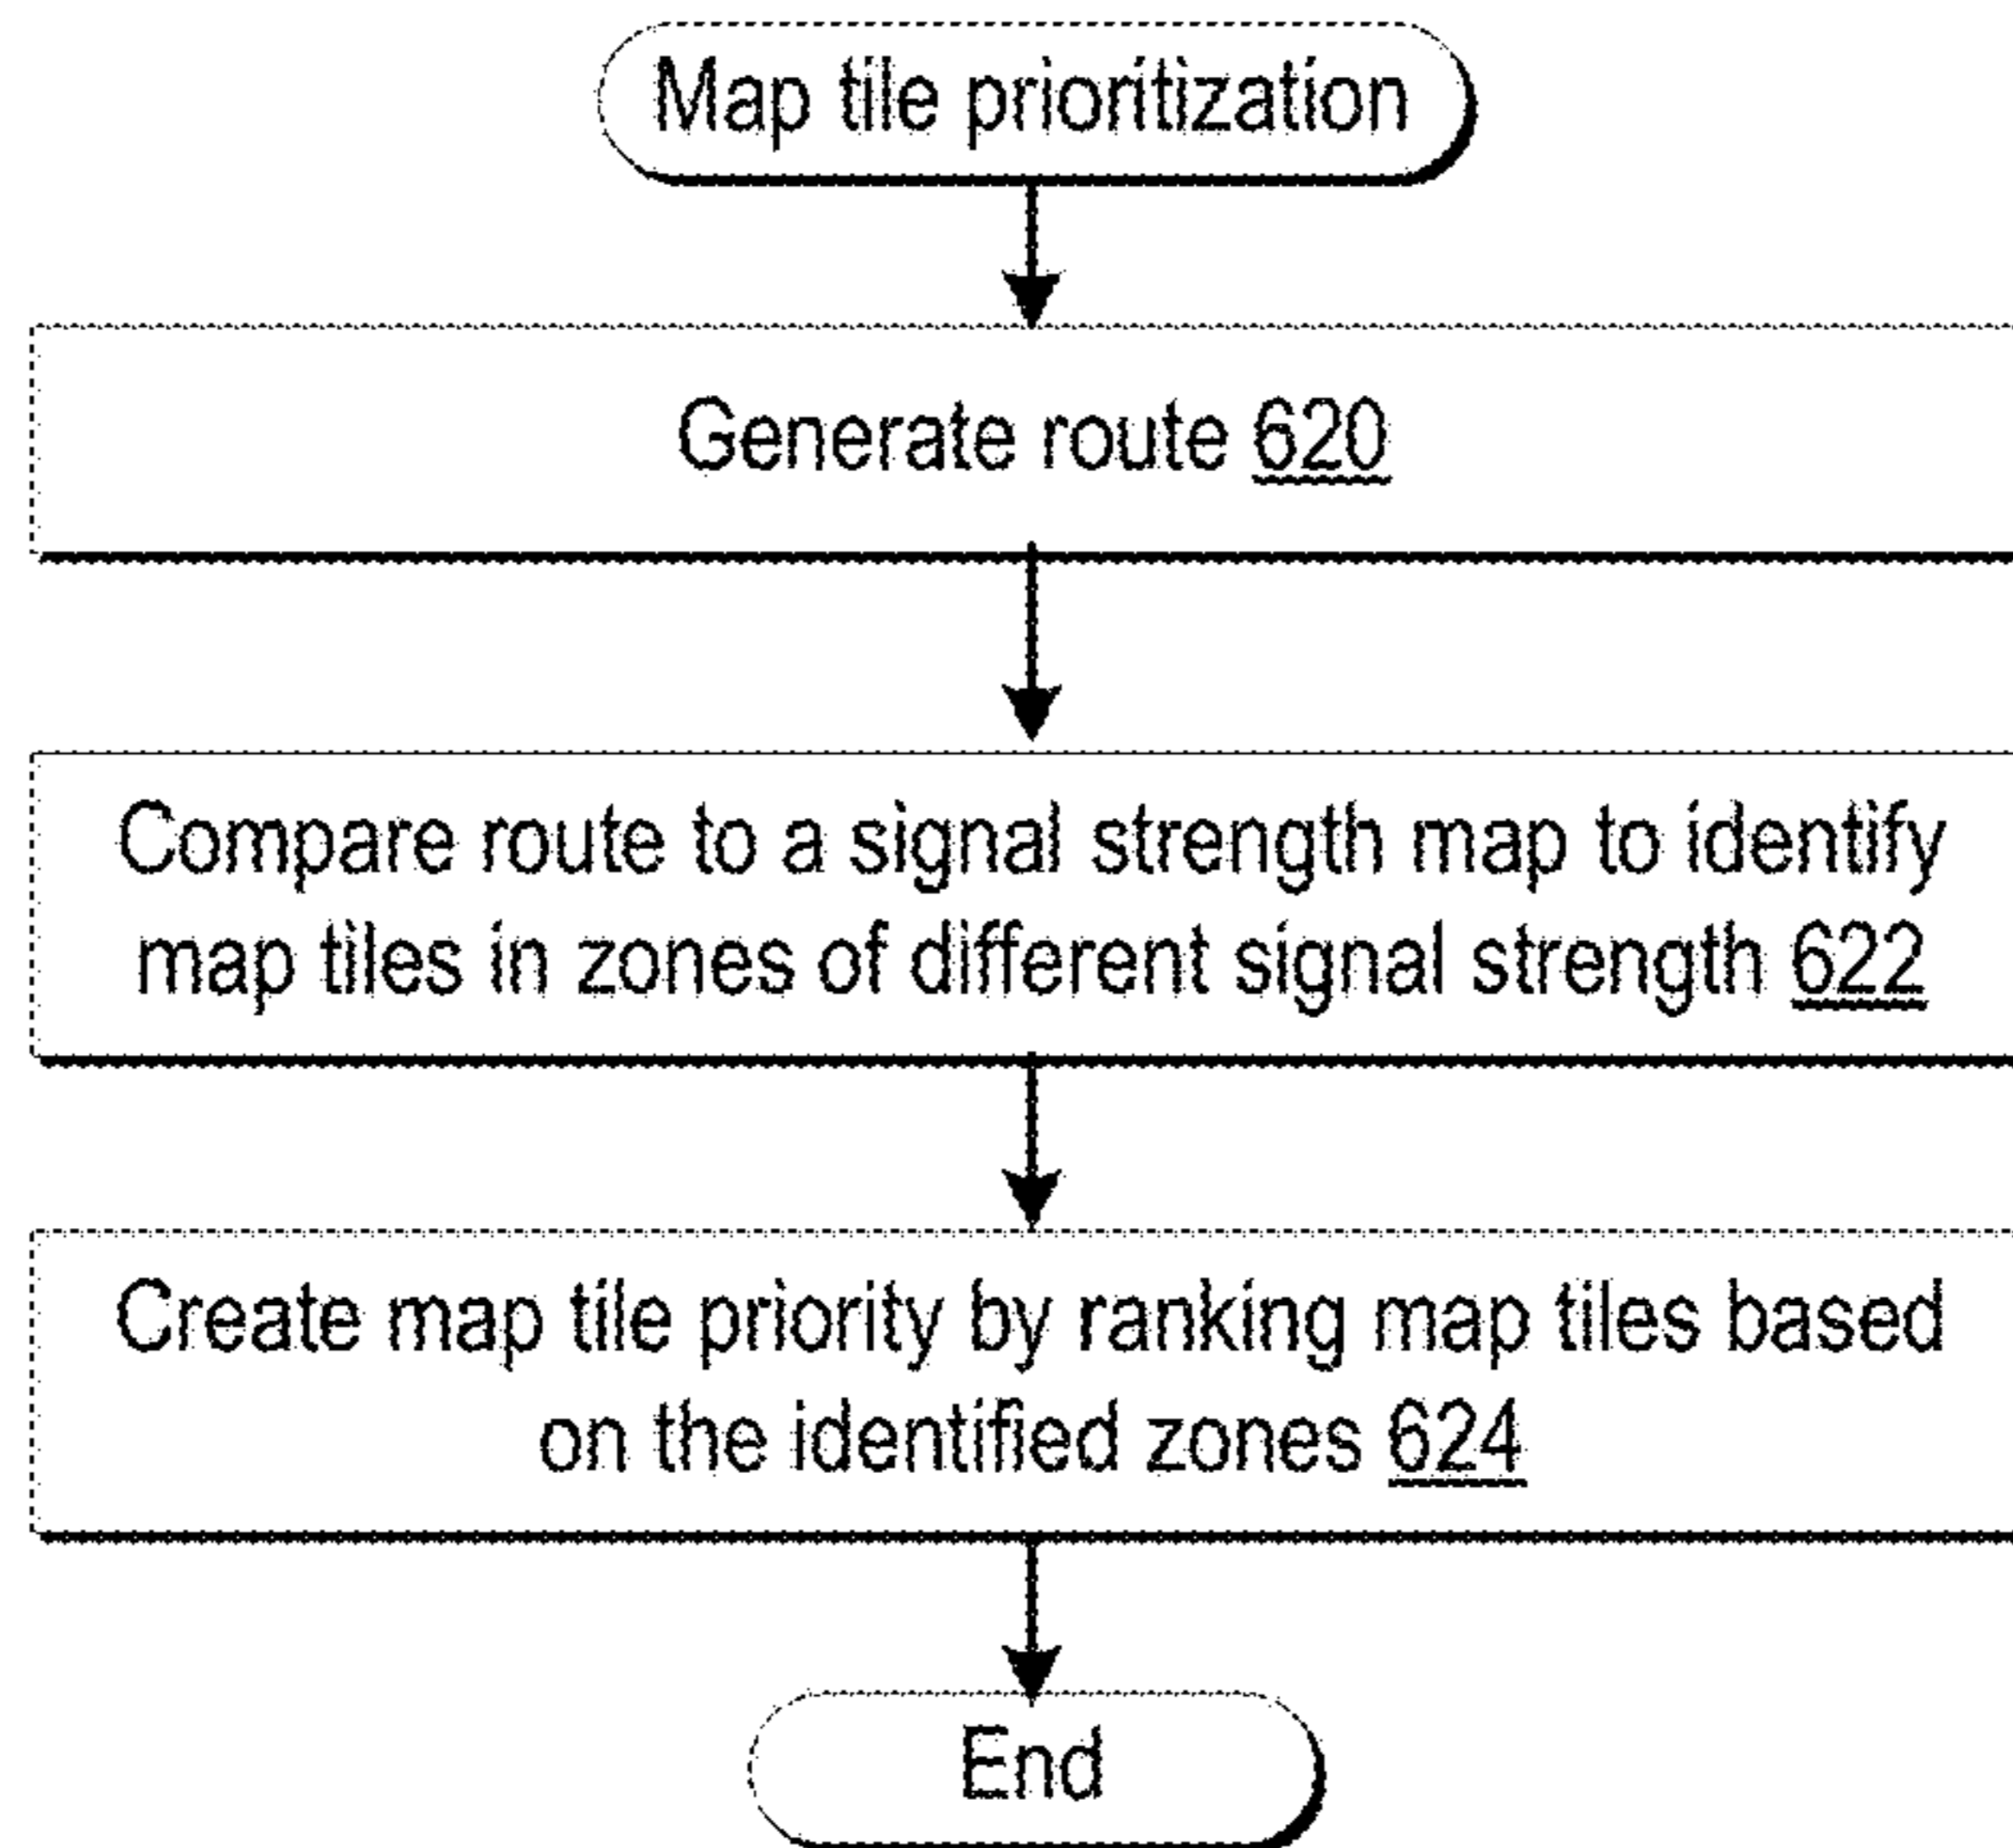 Map tile prioritization
Generate route 620
Compare route to a signal strength map to identify
map tiles in zones of different signal strength 622
Create map tile priority by ranking map tiles based
on the identified zones 624
End